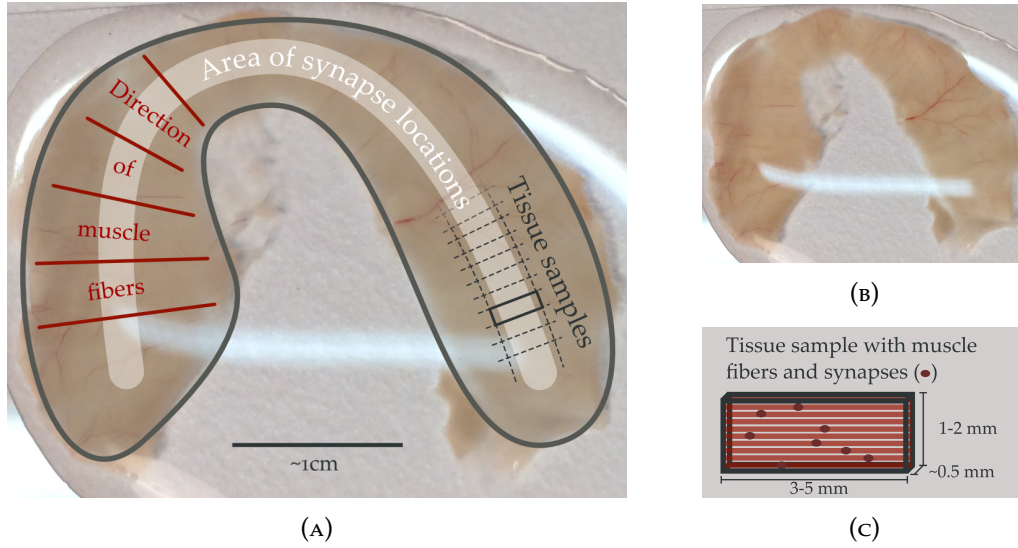 Area of synapse locations
Direction
of
muscle
fibers
Tissue samples
~1cm
(A)
(B)
Tissue sample with muscle
fibers and synapses ( )
1-2 mm
~0.5 mm
3-5 mm
(C)